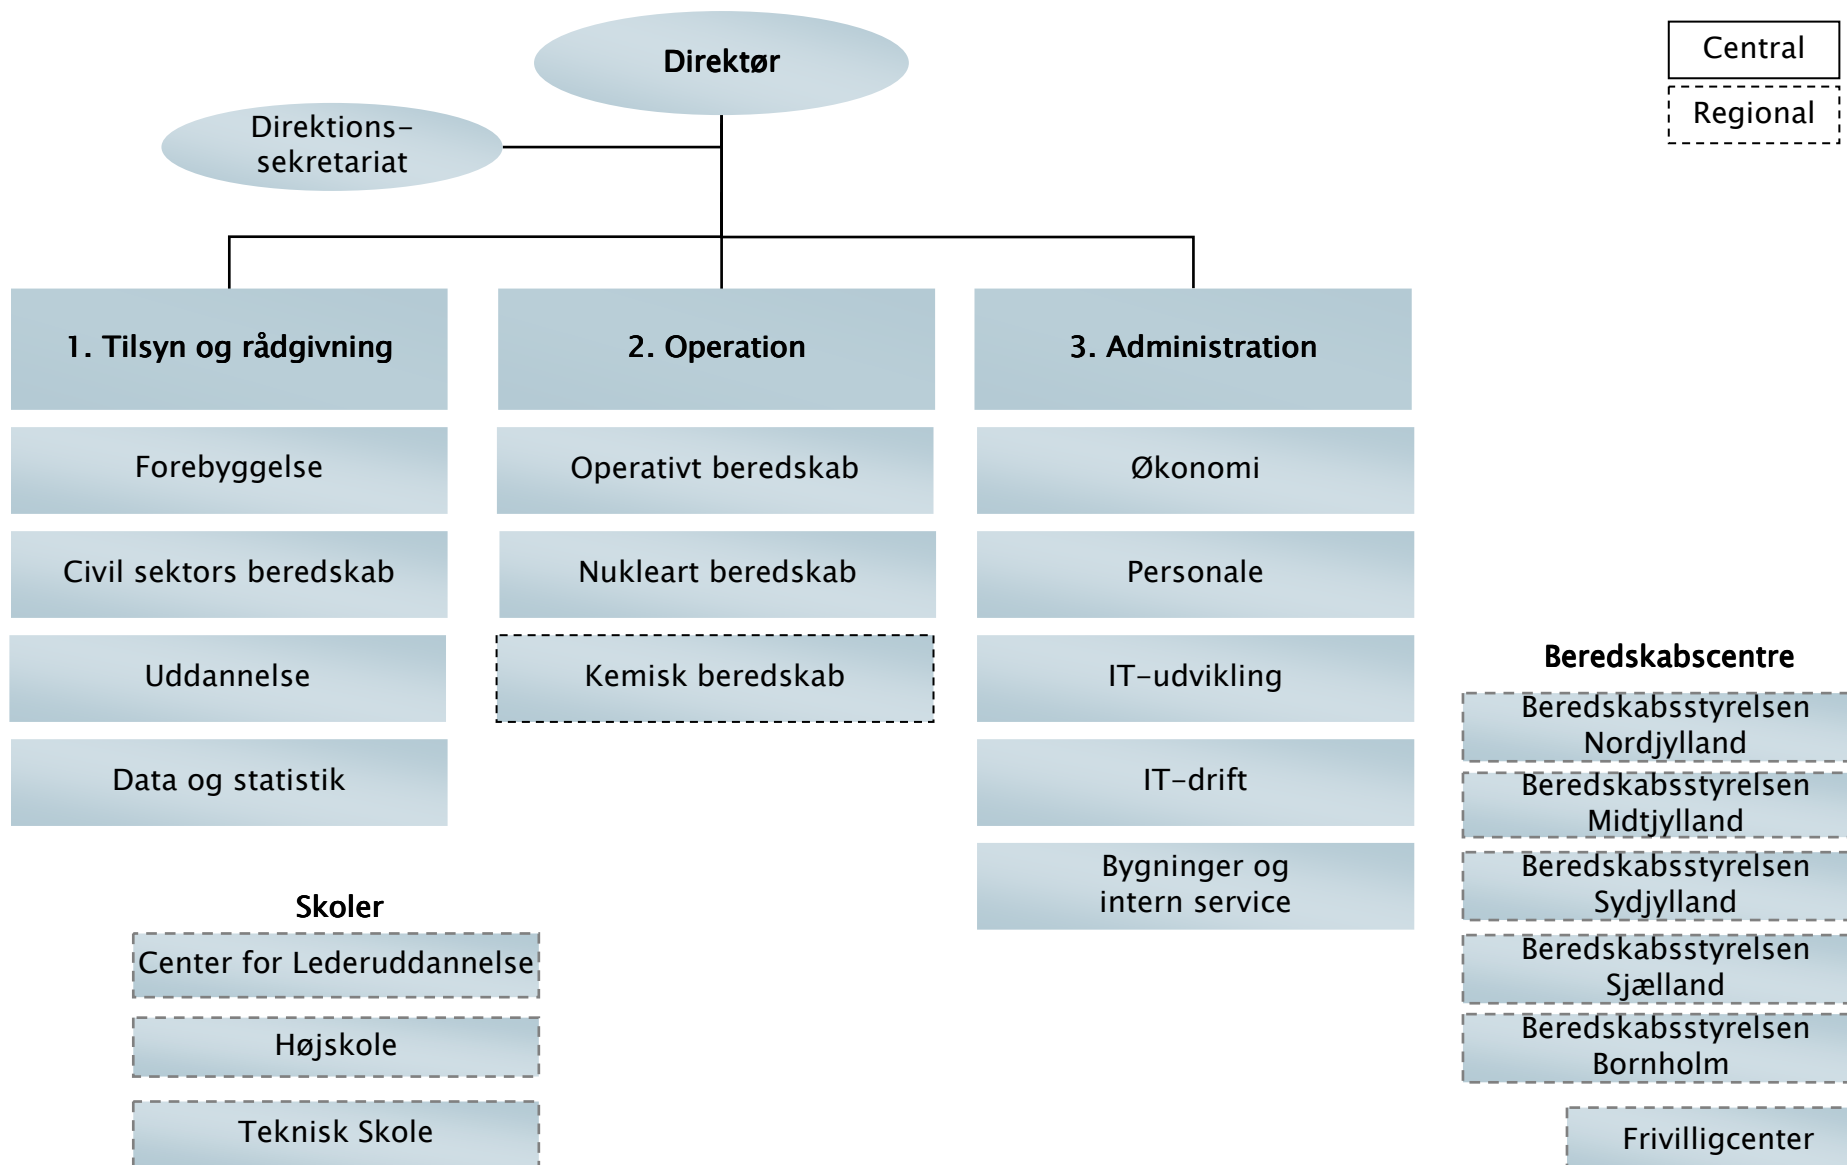 Direktør
Central
Regional
Direktions-
sekretariat
1. Tilsyn og rådgivning
2. Operation
3. Administration
Forebyggelse
Civil sektors beredskab
Uddannelse
Data og statistik
Operativt beredskab
Nukleart beredskab
Kemisk beredskab
Økonomi
Personale
IT-udvikling
IT-drift
Bygninger og
intern service
Skoler
Center for Lederuddannelse
Højskole
Teknisk Skole
Beredskabscentre
Beredskabsstyrelsen
Nordjylland
Beredskabsstyrelsen
Midtjylland
Beredskabsstyrelsen
Sydjylland
Beredskabsstyrelsen
Sjælland
Beredskabsstyrelsen
Bornholm
Frivilligcenter